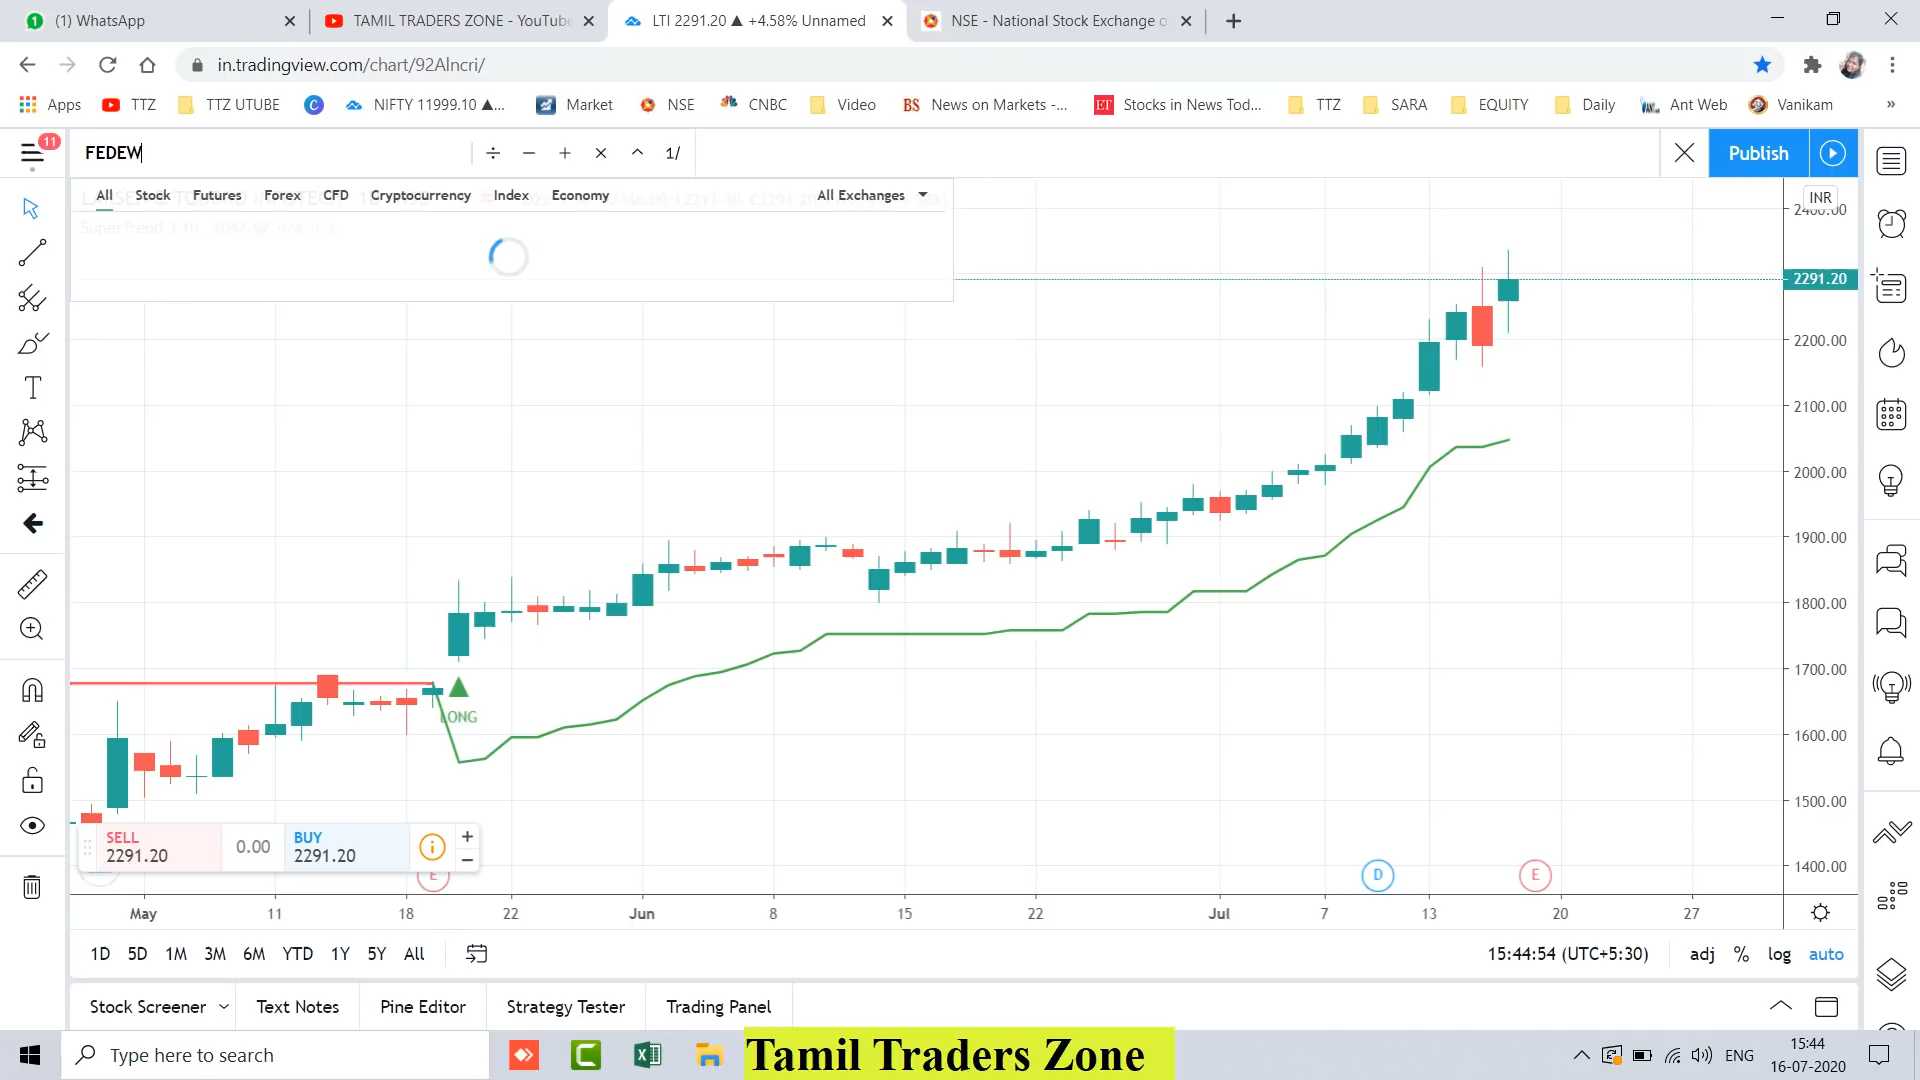 (1) WhatsApp
TAMIL TRADERS ZONE - YouTube
LTI 2291.20 ▲ +4.58% Unnamed
NSE - National Stock Exchange o
in.tradingview.com/chart/92Alncri/
Apps TTZ TTZ UTUBE NIFTY 11999.10 ▲... Market NSE CNBC Video BS News on Markets -... ET Stocks in News Tod... TTZ SARA EQUITY Daily Ant Web Vanikam »
11
FEDEW
÷ − + × ^ 1/
Publish
All Stock Futures Forex CFD Cryptocurrency Index Economy All Exchanges
INR
2400.00
2291.20
2200.00
2100.00
2000.00
1900.00
1800.00
1700.00
1600.00
1500.00
1400.00
LONG
SELL
2291.20
0.00
BUY
2291.20
E
D
E
May 11 18 22 Jun 8 15 22 Jul 7 13 20 27
1D 5D 1M 3M 6M YTD 1Y 5Y All
15:44:54 (UTC+5:30) adj % log auto
Stock Screener Text Notes Pine Editor Strategy Tester Trading Panel
Type here to search
Tamil Traders Zone
ENG
15:44
16-07-2020